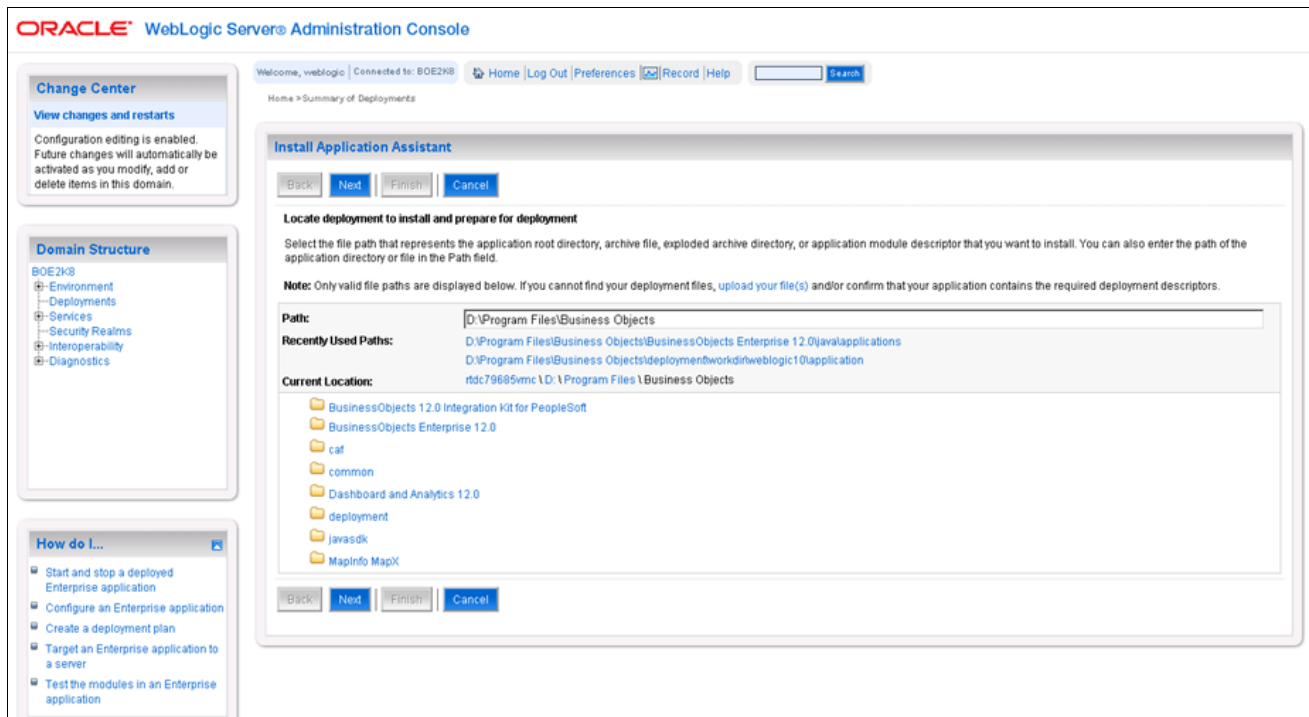 ORACLE® WebLogic Server® Administration Console
Change Center
View changes and restarts
Configuration editing is enabled.
Future changes will automatically be
activated as you modify, add or
delete items in this domain.
Domain Structure
BOE2K8
Environment
Deployments
Services
Security Realms
Interoperability
Diagnostics
How do I...
Start and stop a deployed
Enterprise application
Configure an Enterprise application
Create a deployment plan
Target an Enterprise application to
a server
Test the modules in an Enterprise
application
Welcome, weblogic | Connected to: BOE2K8 Home | Log Out | Preferences | Record | Help Search
Home > Summary of Deployments
Install Application Assistant
Back Next | Finish | Cancel
Locate deployment to install and prepare for deployment
Select the file path that represents the application root directory, archive file, exploded archive directory, or application module descriptor that you want to install. You can also enter the path of the
application directory or file in the Path field.
Note: Only valid file paths are displayed below. If you cannot find your deployment files, upload your file(s) and/or confirm that your application contains the required deployment descriptors.
Path: D:\Program Files\Business Objects
Recently Used Paths: D:\Program Files\Business Objects\BusinessObjects Enterprise 12.0\java\applications
D:\Program Files\Business Objects\deployment\workdir\weblogic10\application
Current Location: rtdc79685vmc \ D: \ Program Files \ Business Objects
BusinessObjects 12.0 Integration Kit for PeopleSoft
BusinessObjects Enterprise 12.0
caf
common
Dashboard and Analytics 12.0
deployment
javasdk
MapInfo MapX
Back Next | Finish | Cancel